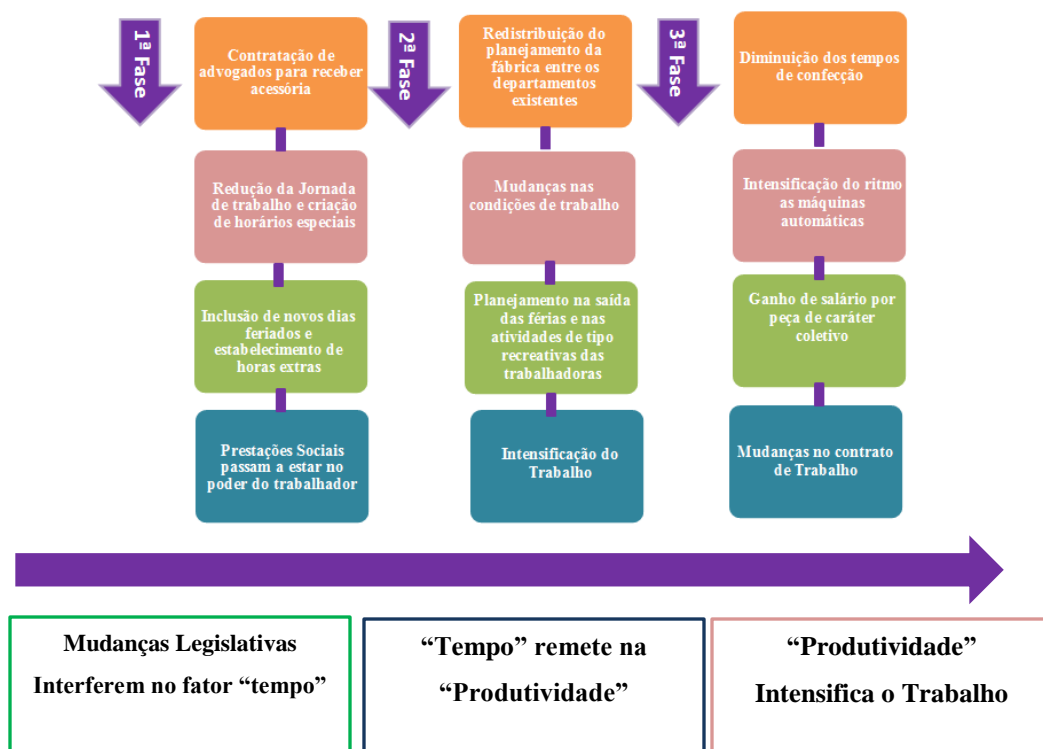 1ª Fase
Contratação de
advogados para receber
acessória
Redução da Jornada
de trabalho e criação
de horários especiais
Inclusão de novos dias
feriados e
estabelecimento de
horas extras
Prestações Sociais
passam a estar no
poder do trabalhador
2ª Fase
Redistribuição do
planejamento da
fábrica entre os
departamentos
existentes
Mudanças nas
condições de trabalho
Planejamento na saída
das férias e nas
atividades de tipo
recreativas das
trabalhadoras
Intensificação do
Trabalho
3ª Fase
Diminuição dos tempos
de confecção
Intensificação do ritmo
as máquinas
automáticas
Ganho de salário por
peça de caráter
coletivo
Mudanças no contrato
de Trabalho
Mudanças Legislativas
Interferem no fator “tempo”
“Tempo” remete na
“Produtividade”
“Produtividade”
Intensifica o Trabalho